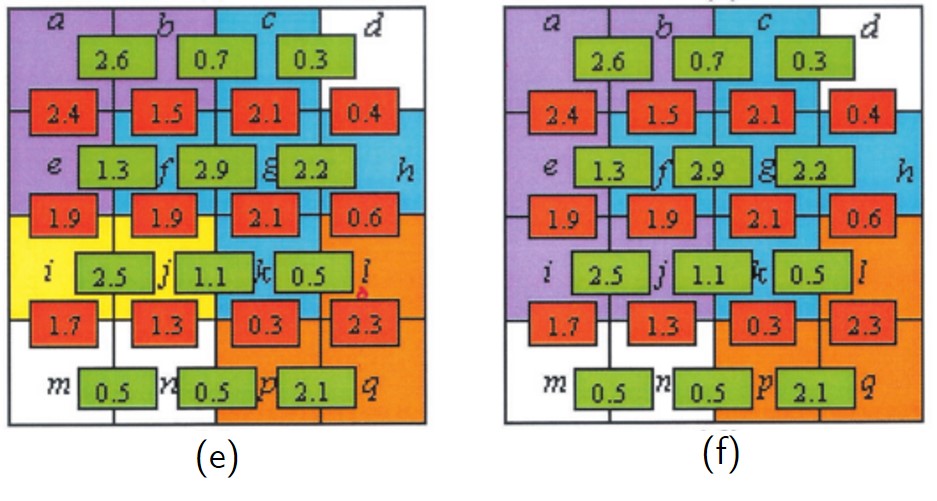 a b c d
2.6 0.7 0.3
2.4 1.5 2.1 0.4
e 1.3 f 2.9 g 2.2 h
1.9 1.9 2.1 0.6
i 2.5 j 1.1 k 0.5 l
1.7 1.3 0.3 2.3
m 0.5 n 0.5 p 2.1 q
(e)
a b c d
2.6 0.7 0.3
2.4 1.5 2.1 0.4
e 1.3 f 2.9 g 2.2 h
1.9 1.9 2.1 0.6
i 2.5 j 1.1 k 0.5 l
1.7 1.3 0.3 2.3
m 0.5 n 0.5 p 2.1 q
(f)